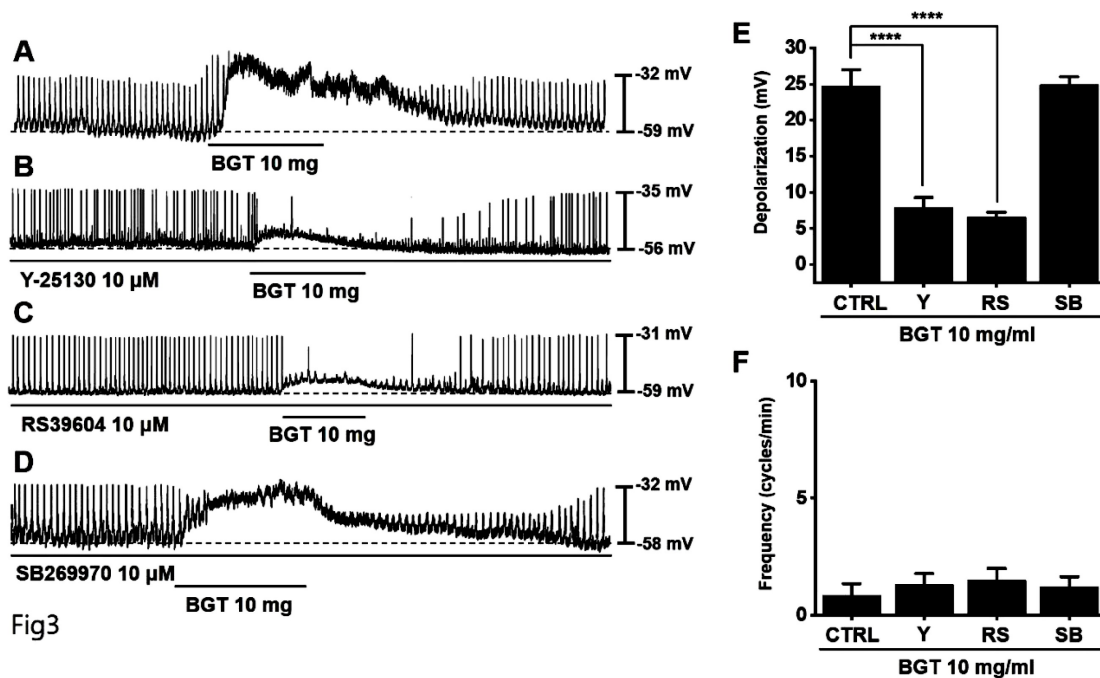 A
-32 mV
-59 mV
BGT 10 mg
B
-35 mV
-56 mV
Y-25130 10 µM
BGT 10 mg
C
-31 mV
-59 mV
RS39604 10 µM
BGT 10 mg
D
-32 mV
-58 mV
SB269970 10 µM
BGT 10 mg
Fig3
E
****
****
Depolarization (mV)
30
25
20
15
10
5
0
CTRL Y RS SB
BGT 10 mg/ml
F
Frequency (cycles/min)
10
5
0
CTRL Y RS SB
BGT 10 mg/ml